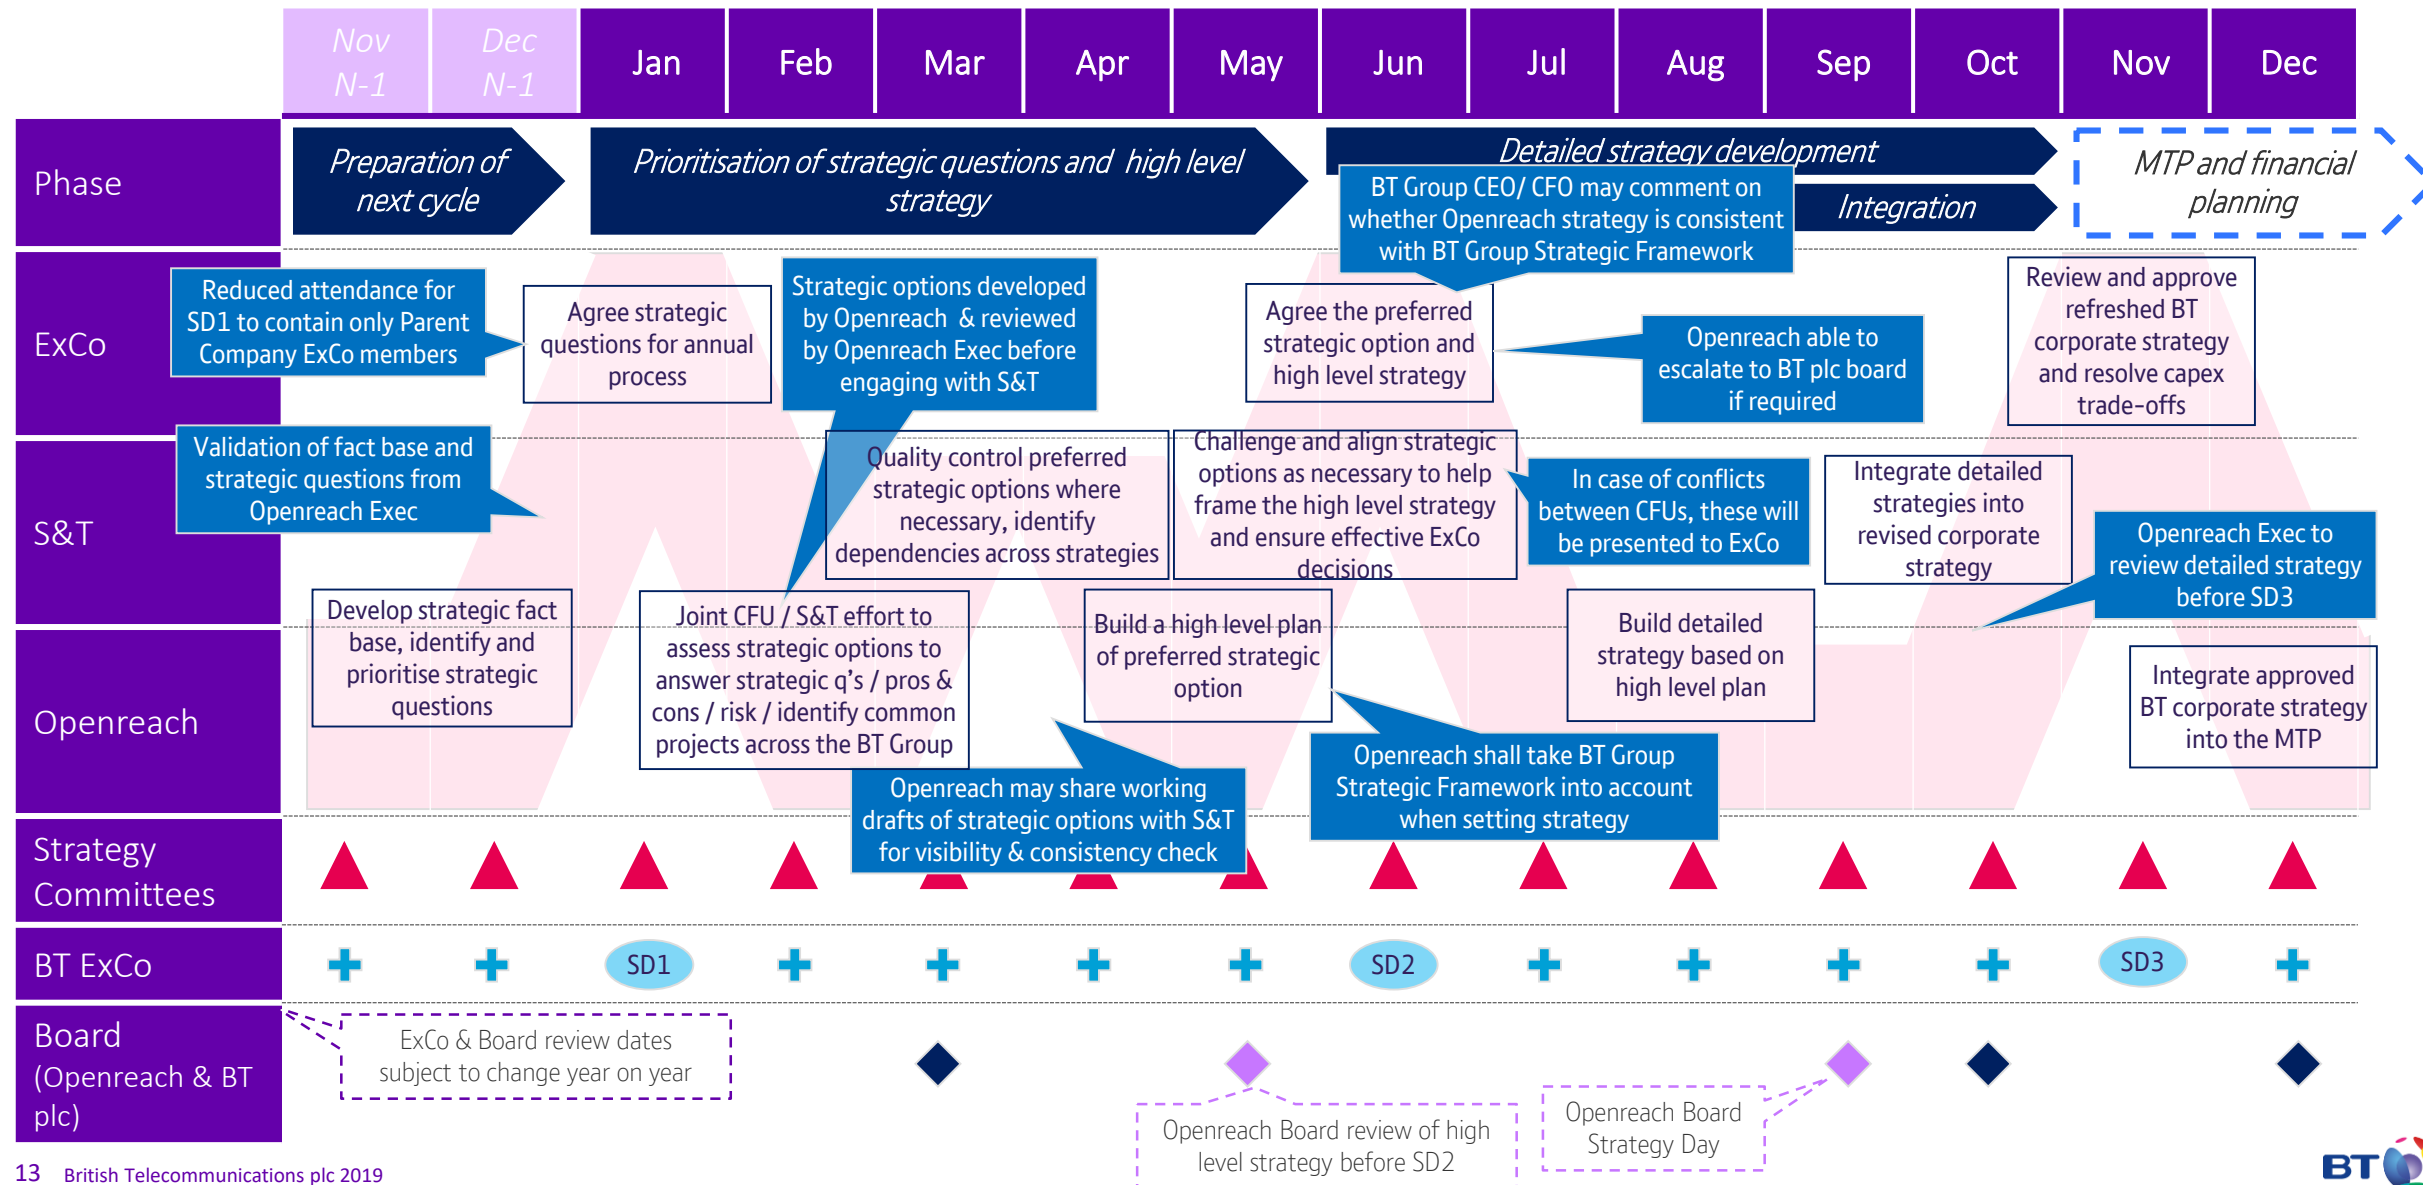 Nov
N-1
Dec
N-1
Jan
Feb
Mar
Apr
May
Jun
Jul
Aug
Sep
Oct
Nov
Dec
Phase
Preparation of
next cycle
Prioritisation of strategic questions and high level
strategy
Detailed strategy development
Integration
MTP and financial
planning
BT Group CEO/ CFO may comment on
whether Openreach strategy is consistent
with BT Group Strategic Framework
ExCo
Reduced attendance for
SD1 to contain only Parent
Company ExCo members
Agree strategic
questions for annual
process
Strategic options developed
by Openreach & reviewed
by Openreach Exec before
engaging with S&T
Agree the preferred
strategic option and
high level strategy
Openreach able to
escalate to BT plc board
if required
Review and approve
refreshed BT
corporate strategy
and resolve capex
trade-offs
S&T
Validation of fact base and
strategic questions from
Openreach Exec
Quality control preferred
strategic options where
necessary, identify
dependencies across strategies
Challenge and align strategic
options as necessary to help
frame the high level strategy
and ensure effective ExCo
decisions
In case of conflicts
between CFUs, these will
be presented to ExCo
Integrate detailed
strategies into
revised corporate
strategy
Openreach Exec to
review detailed strategy
before SD3
Openreach
Develop strategic fact
base, identify and
prioritise strategic
questions
Joint CFU / S&T effort to
assess strategic options to
answer strategic q's / pros &
cons / risk / identify common
projects across the BT Group
Build a high level plan
of preferred strategic
option
Build detailed
strategy based on
high level plan
Integrate approved
BT corporate strategy
into the MTP
Openreach may share working
drafts of strategic options with S&T
for visibility & consistency check
Openreach shall take BT Group
Strategic Framework into account
when setting strategy
Strategy
Committees
BT ExCo
SD1
SD2
SD3
Board
(Openreach & BT
plc)
ExCo & Board review dates
subject to change year on year
Openreach Board review of high
level strategy before SD2
Openreach Board
Strategy Day
13 British Telecommunications plc 2019
BT